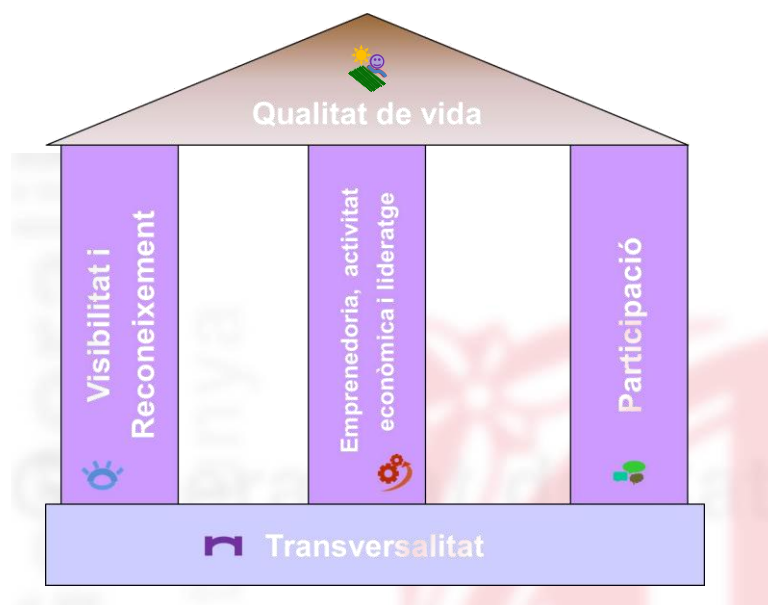 Qualitat de vida
Visibilitat i
Reconeixement
Emprenedoria, activitat
econòmica i lideratge
Participació
Transversalitat